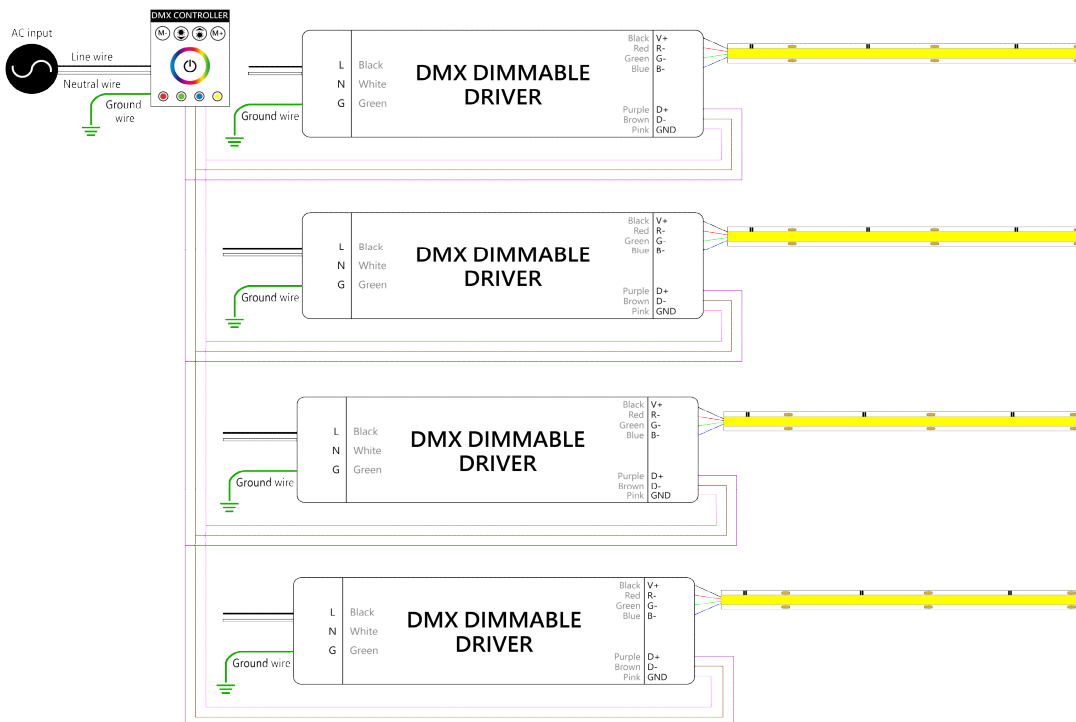 DMX CONTROLLER
M- M+
AC input
Line wire
Neutral wire
Ground
wire
L Black
N White
G Green
Ground wire
DMX DIMMABLE
DRIVER
Black V+
Red R-
Green G-
Blue B-
Purple D+
Brown D-
Pink GND
L Black
N White
G Green
Ground wire
DMX DIMMABLE
DRIVER
Black V+
Red R-
Green G-
Blue B-
Purple D+
Brown D-
Pink GND
L Black
N White
G Green
Ground wire
DMX DIMMABLE
DRIVER
Black V+
Red R-
Green G-
Blue B-
Purple D+
Brown D-
Pink GND
L Black
N White
G Green
Ground wire
DMX DIMMABLE
DRIVER
Black V+
Red R-
Green G-
Blue B-
Purple D+
Brown D-
Pink GND